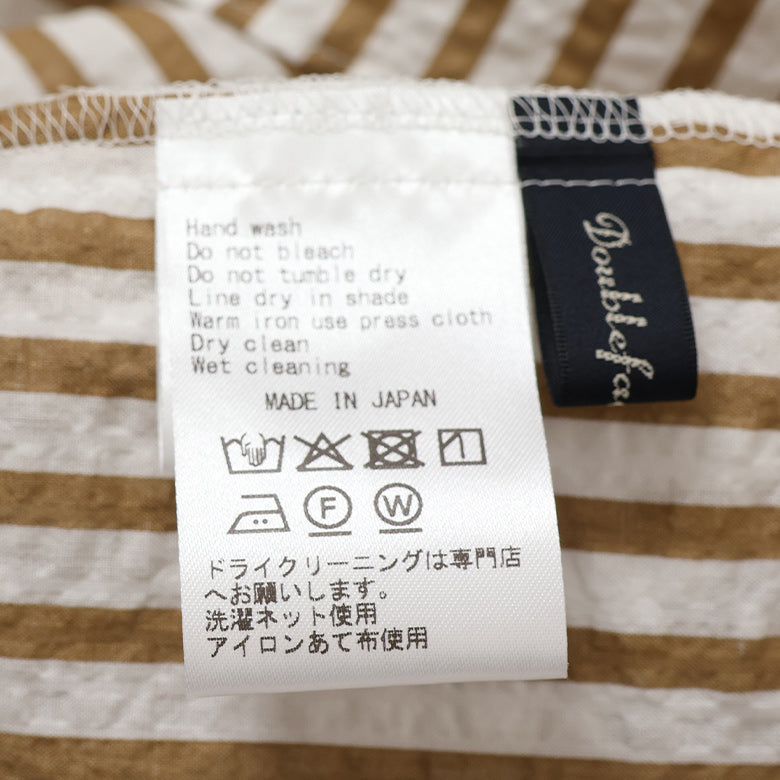 Hand wash
Do not bleach
Do not tumble dry
Line dry in shade
Warm iron use press cloth
Dry clean
Wet cleaning
MADE IN JAPAN
F W
ドライクリーニングは専門店
へお願いします。
洗濯ネット使用
アイロンあて布使用